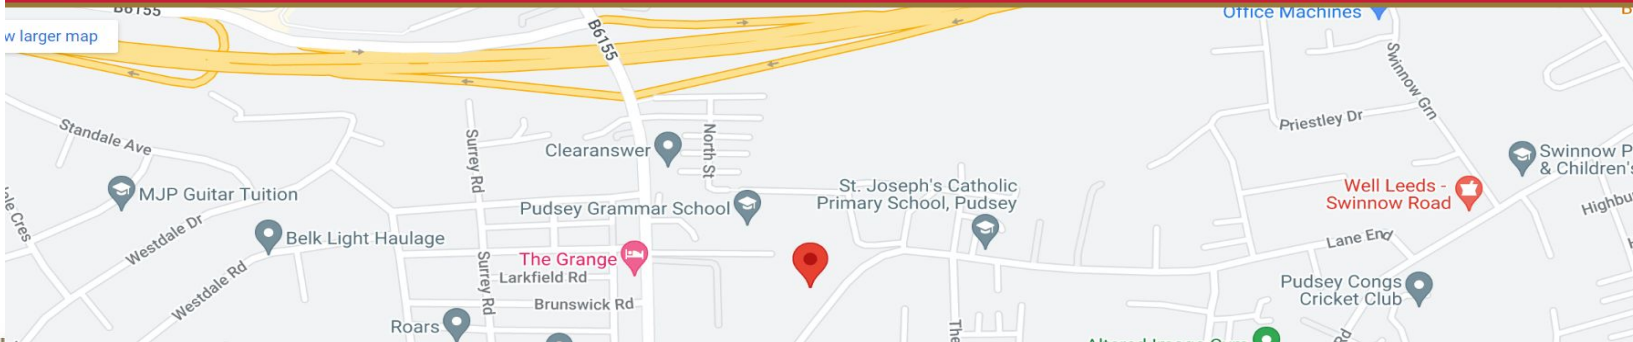 B6155
Office Machines
w larger map
B6155
Swinnow Grn
Priestley Dr
Standale Ave
Surrey Rd
North St
Clearanswer
Swinnow P
& Children's
MJP Guitar Tuition
St. Joseph's Catholic
Primary School, Pudsey
Well Leeds -
Swinnow Road
Pudsey Grammar School
Highbu
Westdale Dr
Belk Light Haulage
Lane End
The Grange
Larkfield Rd
Surrey Rd
Westdale Rd
Brunswick Rd
Pudsey Congs
Cricket Club
Roars
The
Rd